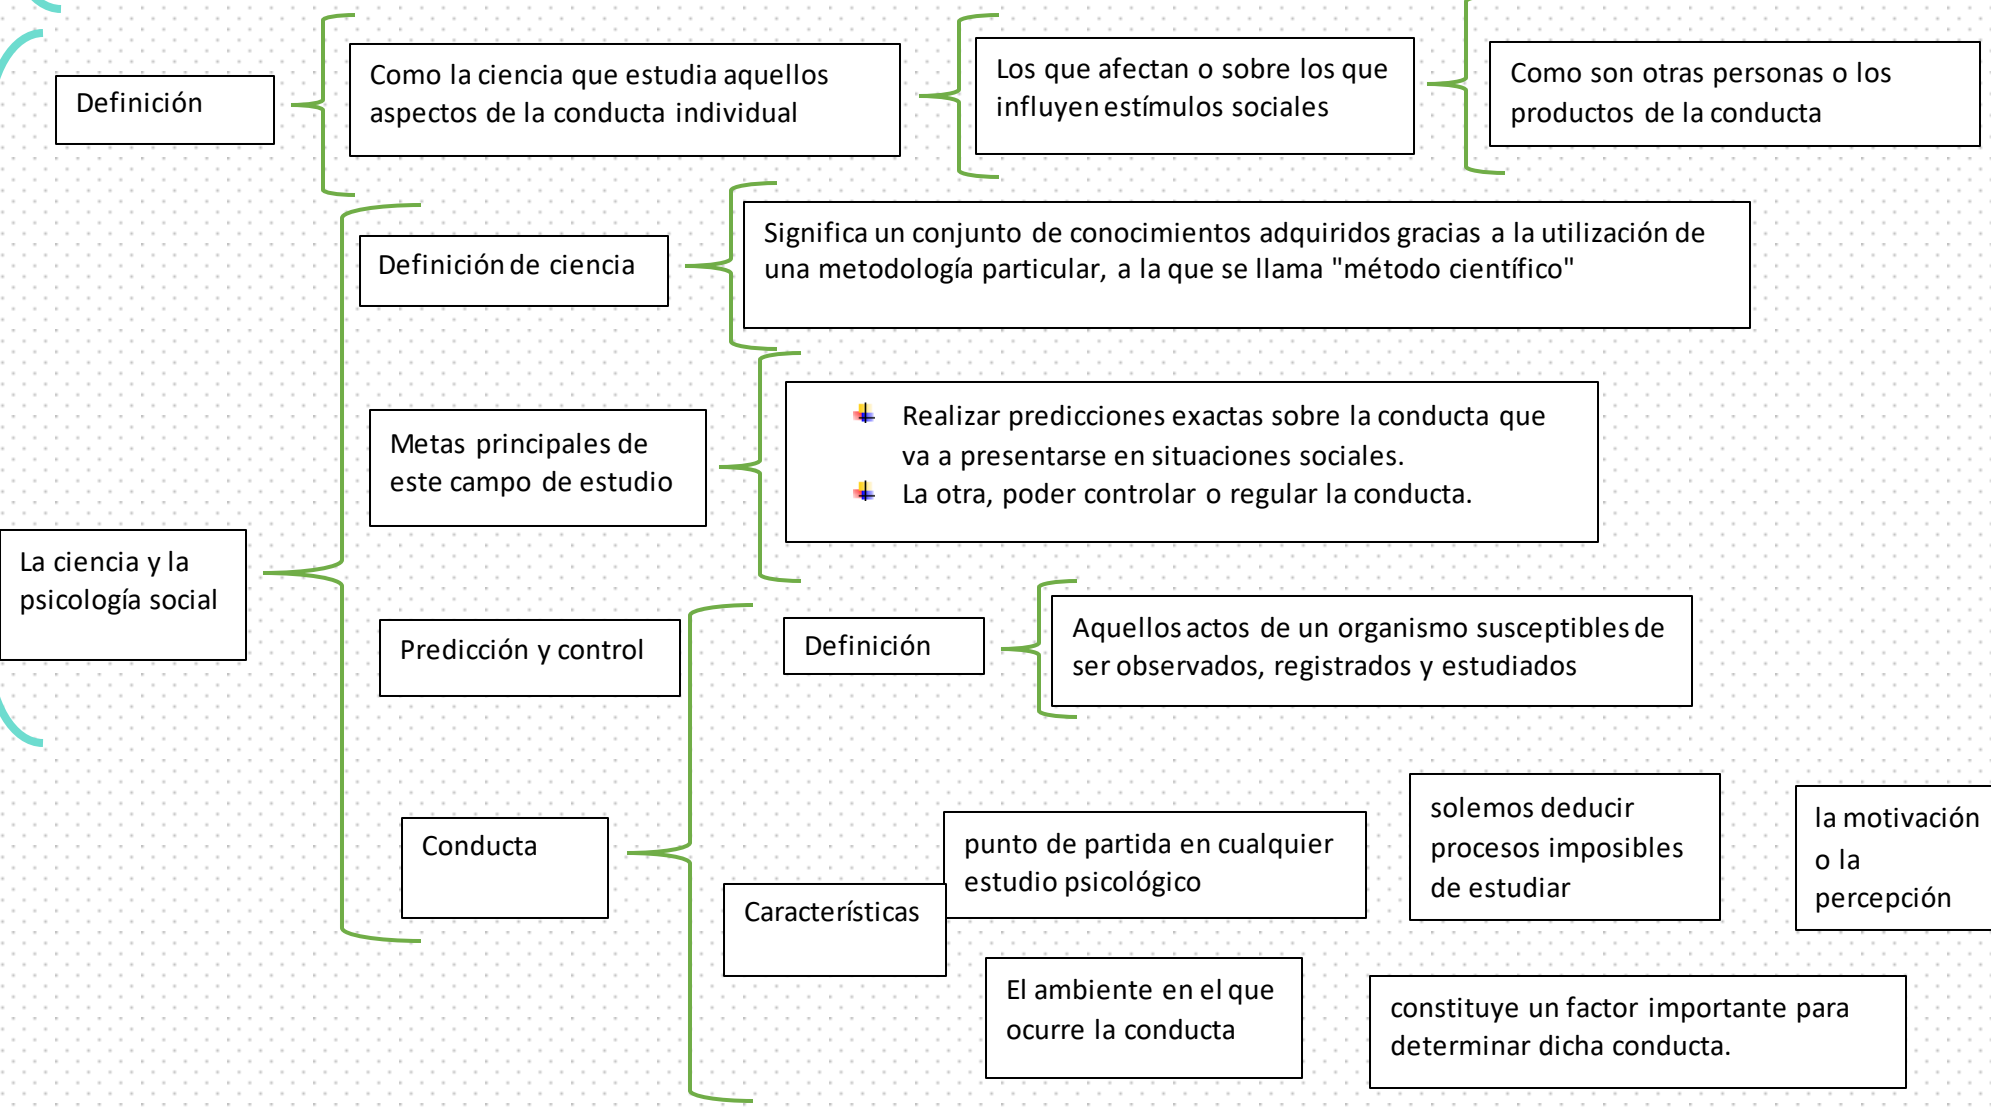 Definición
Como la ciencia que estudia aquellos
aspectos de la conducta individual
Los que afectan o sobre los que
influyen estímulos sociales
Como son otras personas o los
productos de la conducta
Definición de ciencia
Significa un conjunto de conocimientos adquiridos gracias a la utilización de
una metodología particular, a la que se llama "método científico"
Metas principales de
este campo de estudio
Realizar predicciones exactas sobre la conducta que
va a presentarse en situaciones sociales.
La otra, poder controlar o regular la conducta.
La ciencia y la
psicología social
Predicción y control
Definición
Aquellos actos de un organismo susceptibles de
ser observados, registrados y estudiados
Conducta
Características
punto de partida en cualquier
estudio psicológico
solemos deducir
procesos imposibles
de estudiar
la motivación
o la
percepción
El ambiente en el que
ocurre la conducta
constituye un factor importante para
determinar dicha conducta.